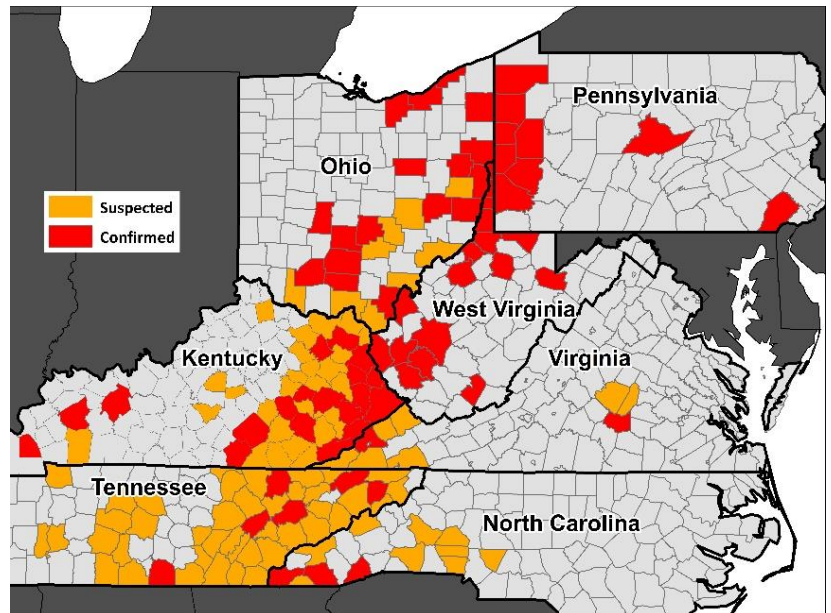 Pennsylvania
Ohio
Suspected
Confirmed
West Virginia
Kentucky
Virginia
Tennessee
North Carolina